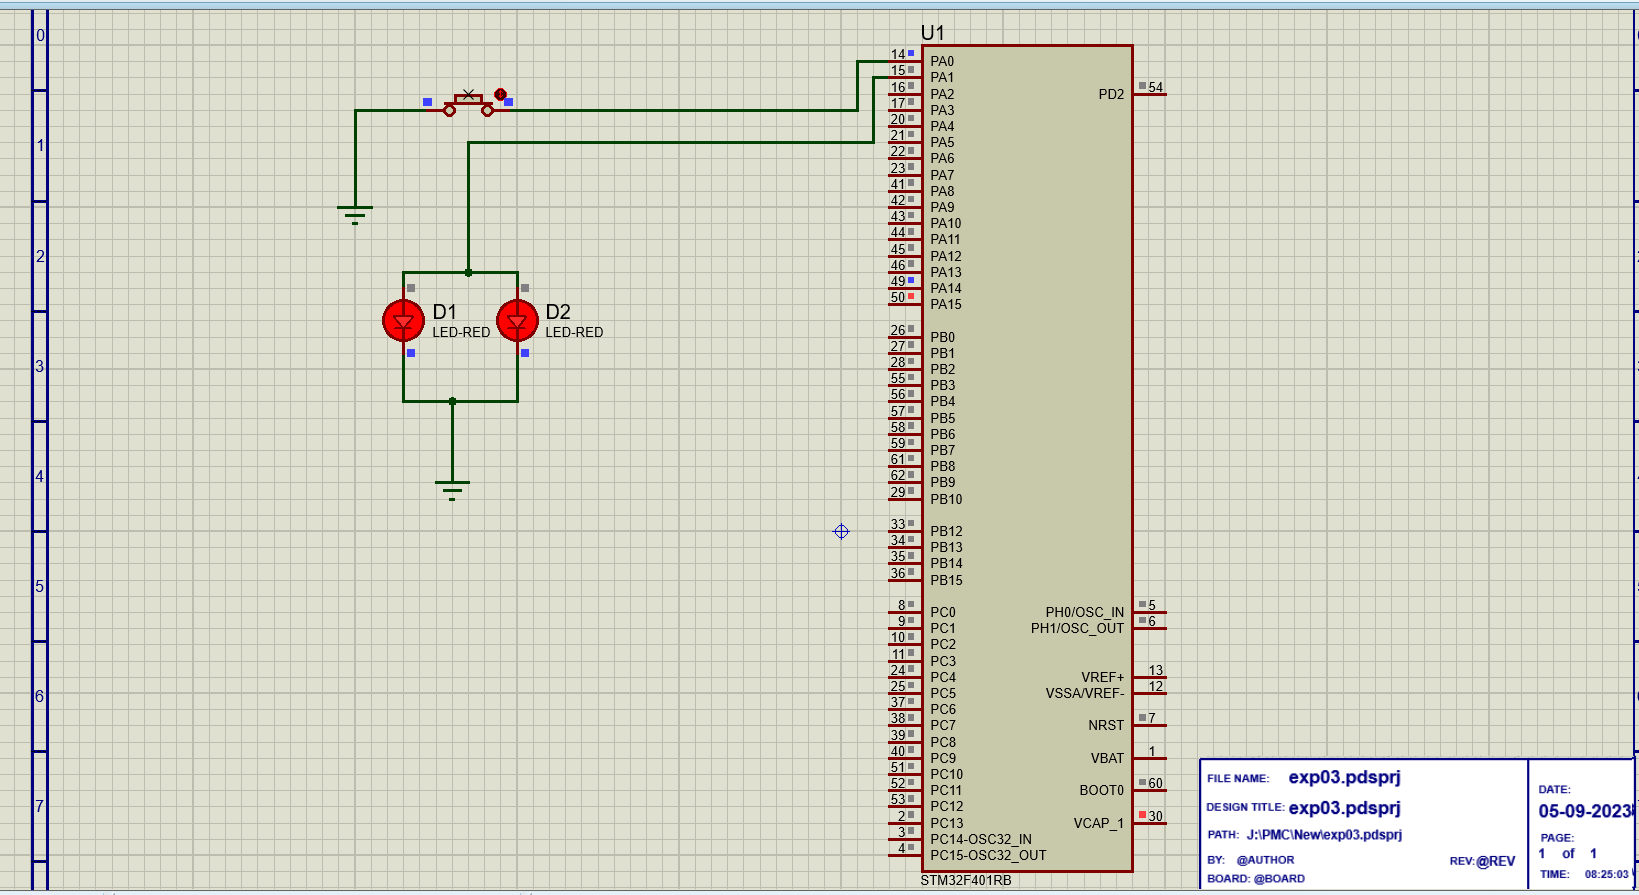 U1
0
14 PA0
15 PA1
16 PA2
PD2 54
17 PA3
20 PA4
1
21 PA5
22 PA6
23 PA7
41 PA8
42 PA9
43 PA10
44 PA11
2
45 PA12
46 PA13
49 PA14
50 PA15
D1
LED-RED
D2
LED-RED
26 PB0
27 PB1
3
28 PB2
55 PB3
56 PB4
57 PB5
58 PB6
59 PB7
61 PB8
4
62 PB9
29 PB10
33 PB12
34 PB13
35 PB14
5
36 PB15
8 PC0
PH0/OSC_IN 5
9 PC1
PH1/OSC_OUT 6
10 PC2
11 PC3
24 PC4
VREF+ 13
25 PC5
VSSA/VREF- 12
6
37 PC6
38 PC7
NRST 7
39 PC8
40 PC9
VBAT 1
51 PC10
52 PC11
BOOT0 60
7
53 PC12
2 PC13
VCAP_1 30
3 PC14-OSC32_IN
4 PC15-OSC32_OUT
STM32F401RB
FILE NAME: exp03.pdsprj
DESIGN TITLE: exp03.pdsprj
PATH: J:\PMC\New\exp03.pdsprj
BY: @AUTHOR
REV:@REV
BOARD: @BOARD
DATE:
05-09-2023
PAGE:
1 of 1
TIME: 08:25:03